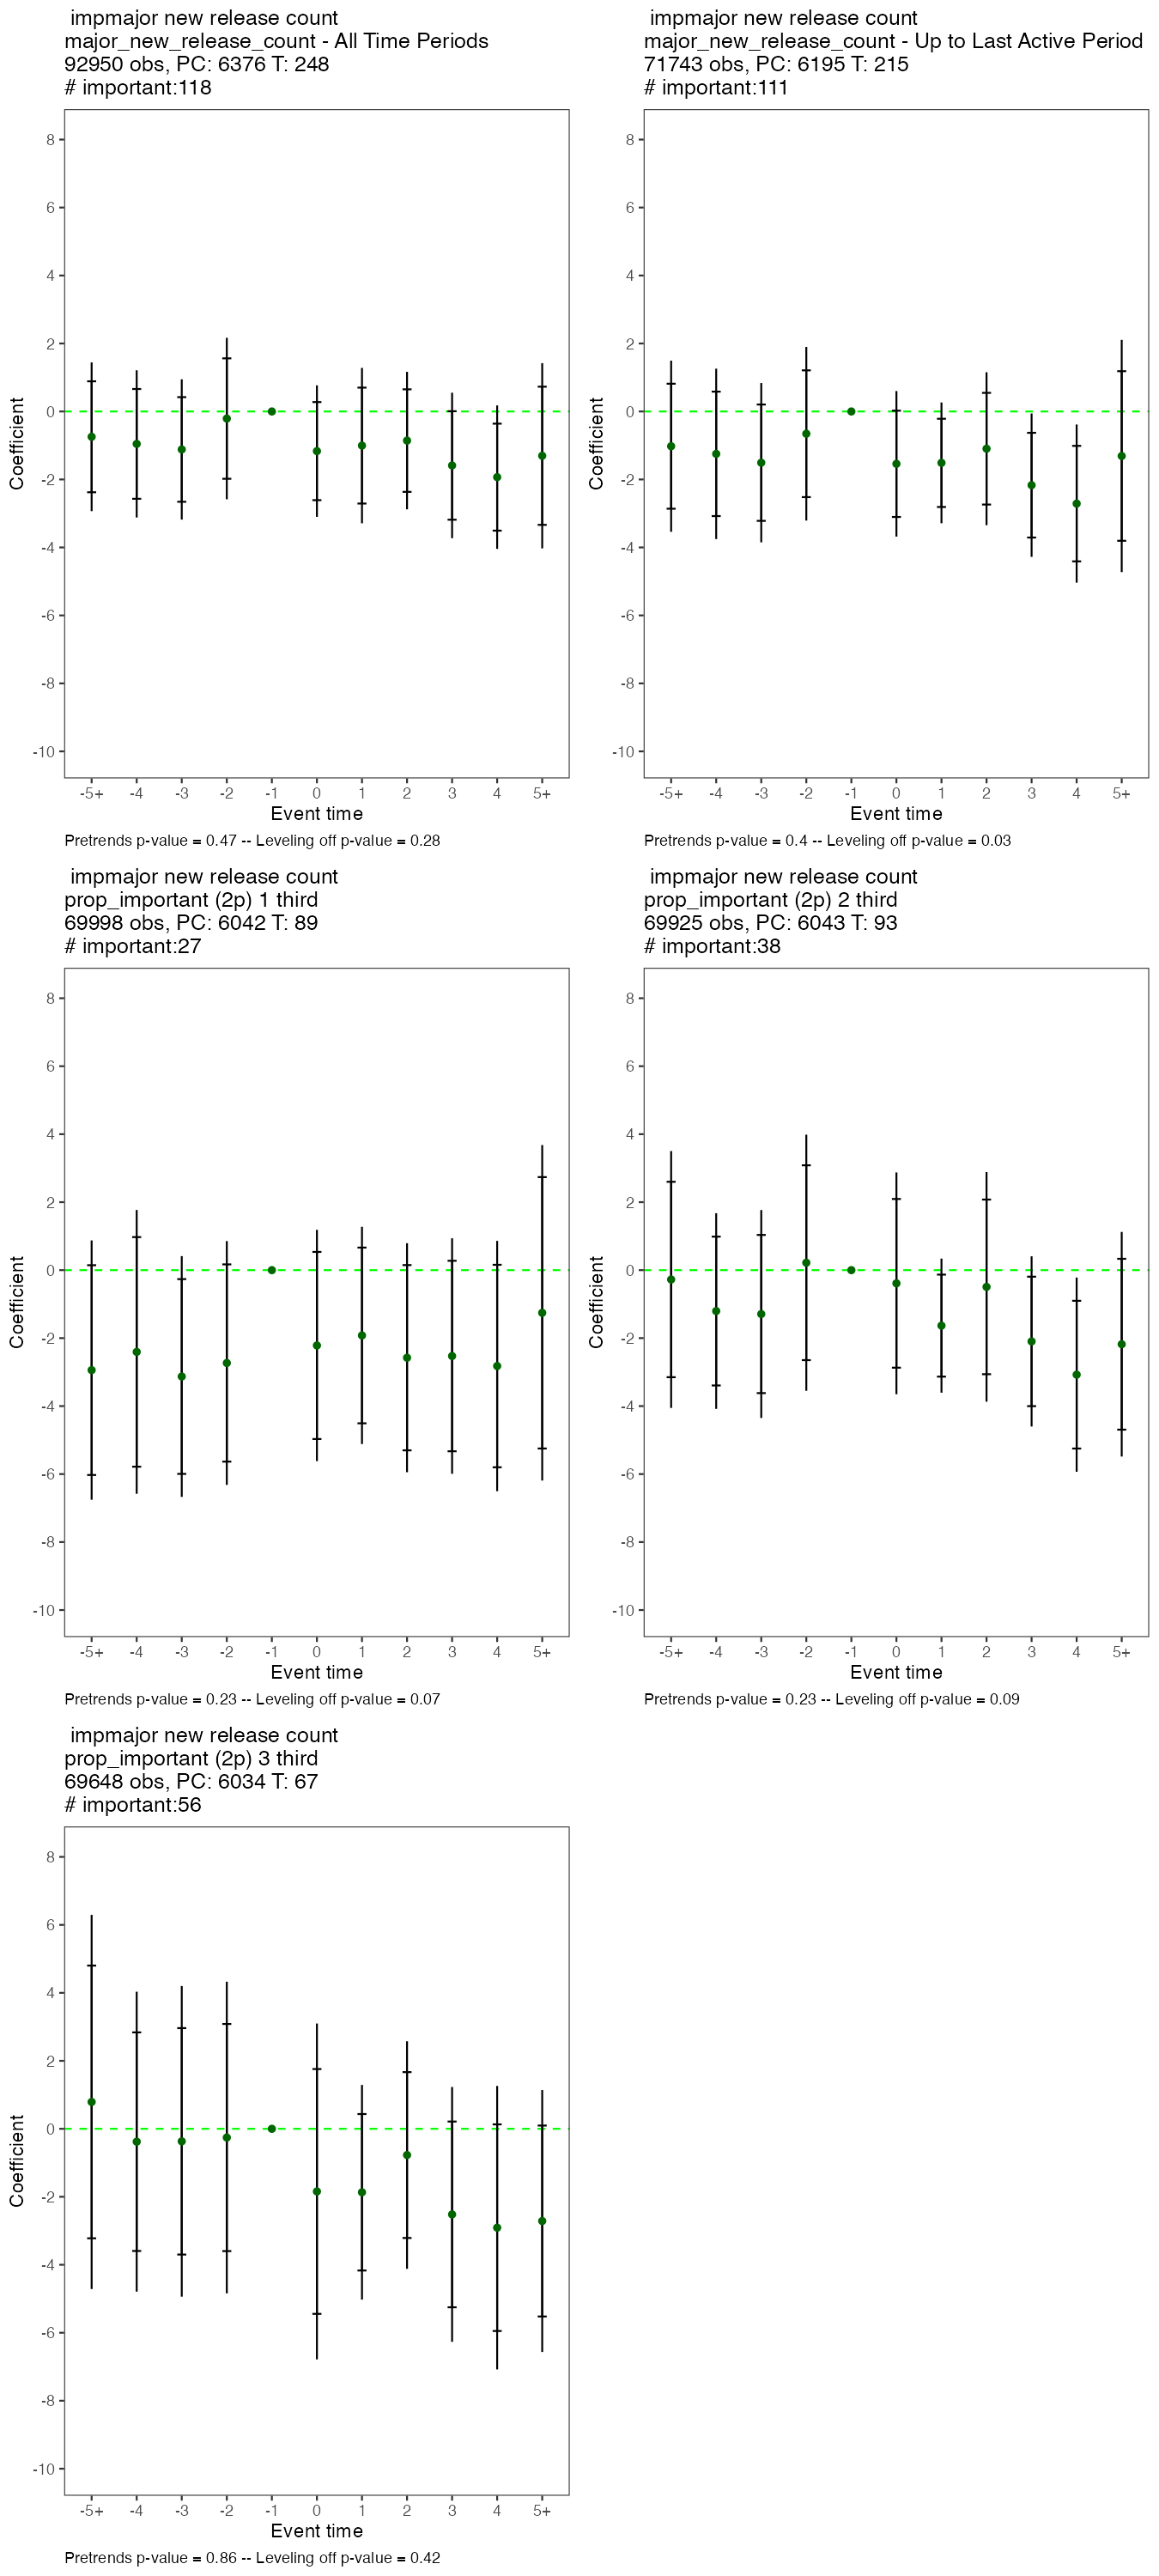 impmajor new release count
major_new_release_count - All Time Periods
92950 obs, PC: 6376 T: 248
# important:118
8
6
4
2
0
-2
-4
-6
-8
-10
Coefficient
-5+ -4 -3 -2 -1 0 1 2 3 4 5+
Event time
Pretrends p-value = 0.47 -- Leveling off p-value = 0.28
impmajor new release count
major_new_release_count - Up to Last Active Period
71743 obs, PC: 6195 T: 215
# important:111
8
6
4
2
0
-2
-4
-6
-8
-10
Coefficient
-5+ -4 -3 -2 -1 0 1 2 3 4 5+
Event time
Pretrends p-value = 0.4 -- Leveling off p-value = 0.03
impmajor new release count
prop_important (2p) 1 third
69998 obs, PC: 6042 T: 89
# important:27
8
6
4
2
0
-2
-4
-6
-8
-10
Coefficient
-5+ -4 -3 -2 -1 0 1 2 3 4 5+
Event time
Pretrends p-value = 0.23 -- Leveling off p-value = 0.07
impmajor new release count
prop_important (2p) 2 third
69925 obs, PC: 6043 T: 93
# important:38
8
6
4
2
0
-2
-4
-6
-8
-10
Coefficient
-5+ -4 -3 -2 -1 0 1 2 3 4 5+
Event time
Pretrends p-value = 0.23 -- Leveling off p-value = 0.09
impmajor new release count
prop_important (2p) 3 third
69648 obs, PC: 6034 T: 67
# important:56
8
6
4
2
0
-2
-4
-6
-8
-10
Coefficient
-5+ -4 -3 -2 -1 0 1 2 3 4 5+
Event time
Pretrends p-value = 0.86 -- Leveling off p-value = 0.42